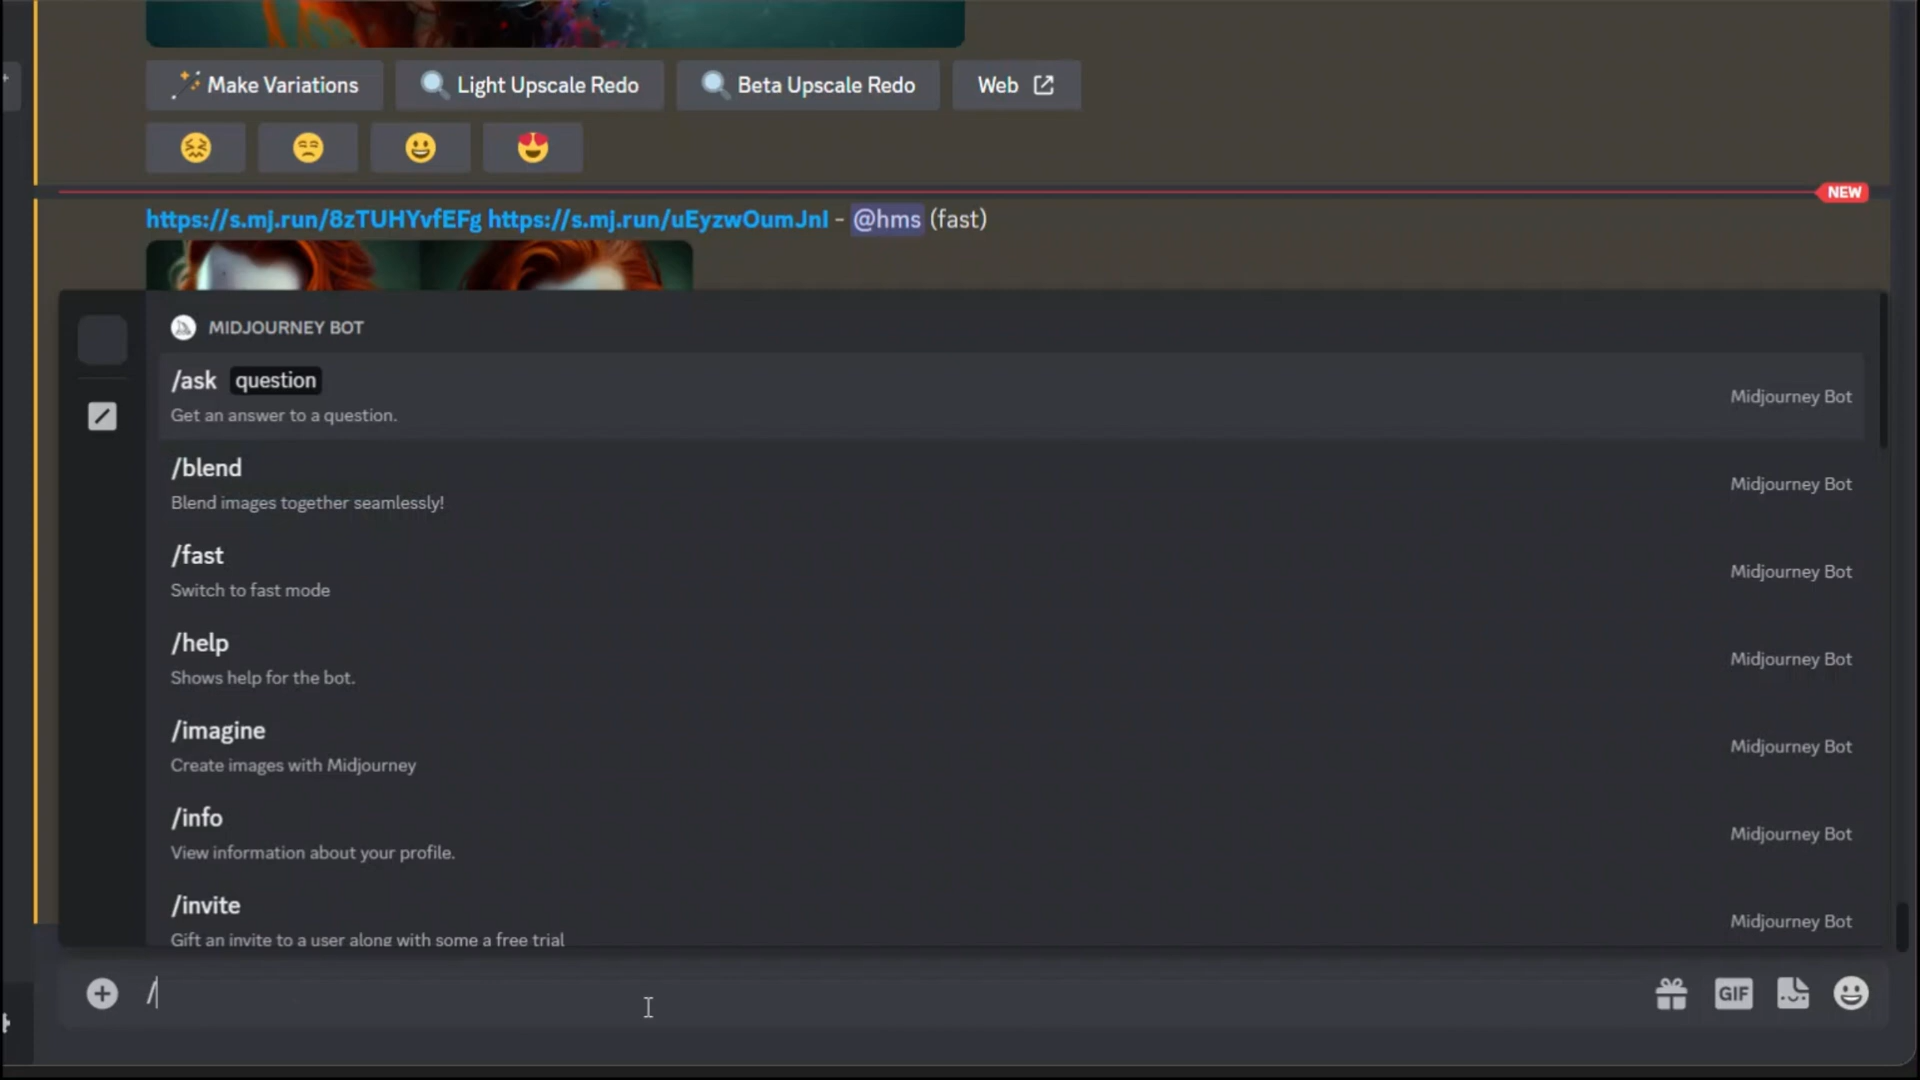 Make Variations Light Upscale Redo Beta Upscale Redo Web
NEW
https://s.mj.run/8zTUHYvfEFg https://s.mj.run/uEyzwOumJnI - @hms (fast)
MIDJOURNEY BOT
/ask question
Get an answer to a question.
Midjourney Bot
/blend
Blend images together seamlessly!
Midjourney Bot
/fast
Switch to fast mode
Midjourney Bot
/help
Shows help for the bot.
Midjourney Bot
/imagine
Create images with Midjourney
Midjourney Bot
/info
View information about your profile.
Midjourney Bot
/invite
Gift an invite to a user along with some a free trial
Midjourney Bot
/
GIF